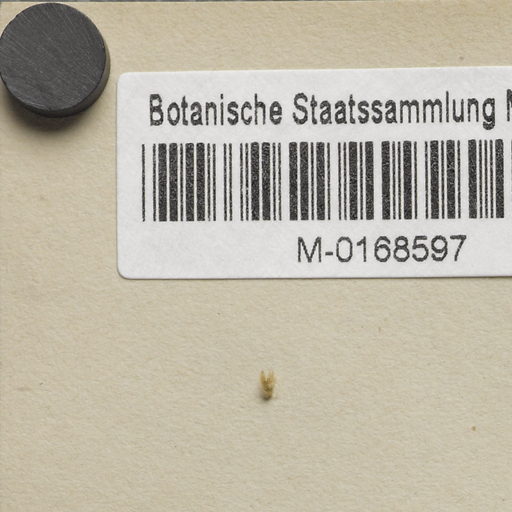 Botanische Staatssammlung
M-0168597